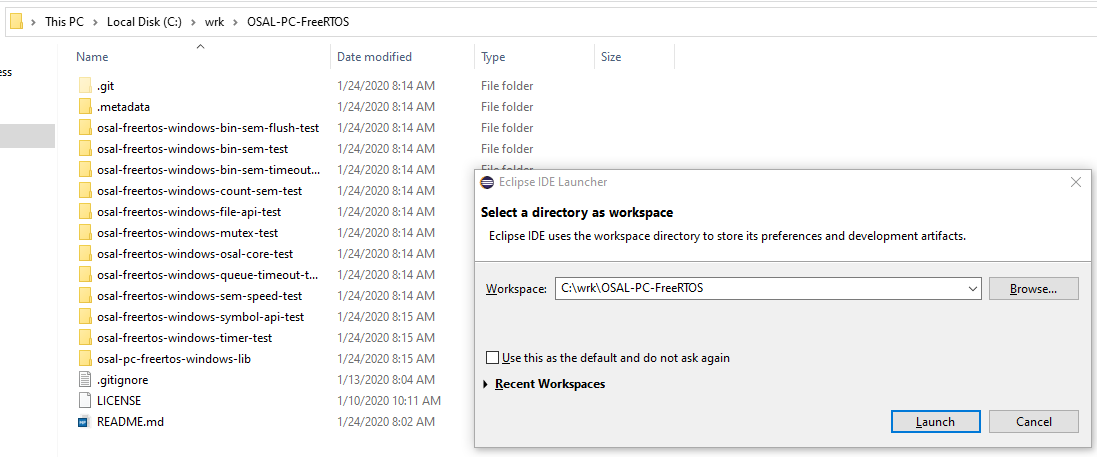 This PC > Local Disk (C:) > wrk > OSAL-PC-FreeRTOS
ess
Name Date modified Type Size
.git 1/24/2020 8:14 AM File folder
.metadata 1/24/2020 8:14 AM File folder
osal-freertos-windows-bin-sem-flush-test 1/24/2020 8:14 AM File folder
osal-freertos-windows-bin-sem-test 1/24/2020 8:14 AM File folder
osal-freertos-windows-bin-sem-timeout... 1/24/2020 8:14 AM File folder
osal-freertos-windows-count-sem-test 1/24/2020 8:14 AM
osal-freertos-windows-file-api-test 1/24/2020 8:14 AM
osal-freertos-windows-mutex-test 1/24/2020 8:14 AM
osal-freertos-windows-osal-core-test 1/24/2020 8:14 AM
osal-freertos-windows-queue-timeout-t... 1/24/2020 8:14 AM
osal-freertos-windows-sem-speed-test 1/24/2020 8:14 AM
osal-freertos-windows-symbol-api-test 1/24/2020 8:15 AM
osal-freertos-windows-timer-test 1/24/2020 8:15 AM
osal-pc-freertos-windows-lib 1/24/2020 8:15 AM
.gitignore 1/13/2020 8:04 AM
LICENSE 1/10/2020 10:11 AM
README.md 1/24/2020 8:02 AM
Eclipse IDE Launcher
Select a directory as workspace
Eclipse IDE uses the workspace directory to store its preferences and development artifacts.
Workspace: C:\wrk\OSAL-PC-FreeRTOS Browse...
Use this as the default and do not ask again
Recent Workspaces
Launch Cancel